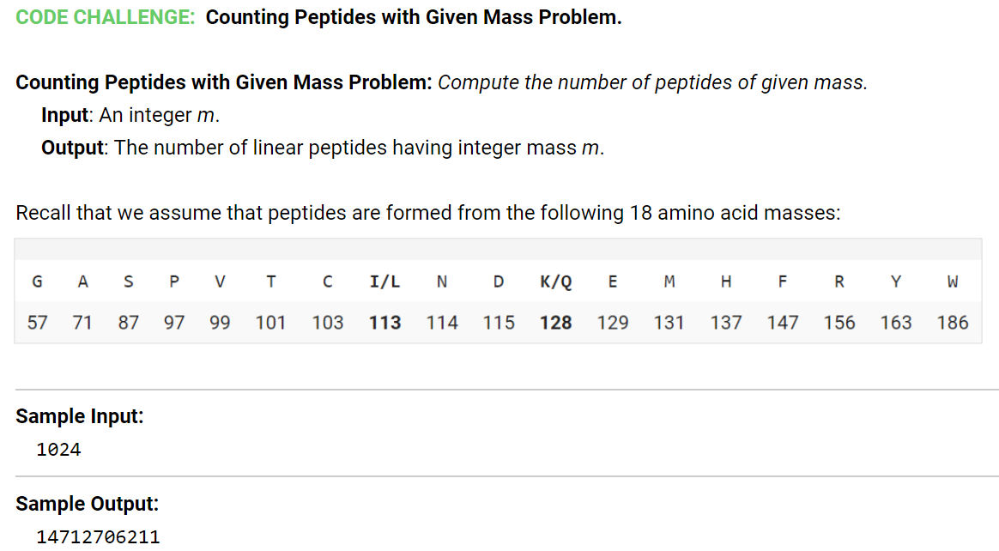 CODE CHALLENGE: Counting Peptides with Given Mass Problem.
Counting Peptides with Given Mass Problem: Compute the number of peptides of given mass.
Input: An integer m.
Output: The number of linear peptides having integer mass m.
Recall that we assume that peptides are formed from the following 18 amino acid masses:
G A S P V T C I/L N D K/Q E M H F R Y W
57 71 87 97 99 101 103 113 114 115 128 129 131 137 147 156 163 186
Sample Input:
1024
Sample Output:
14712706211